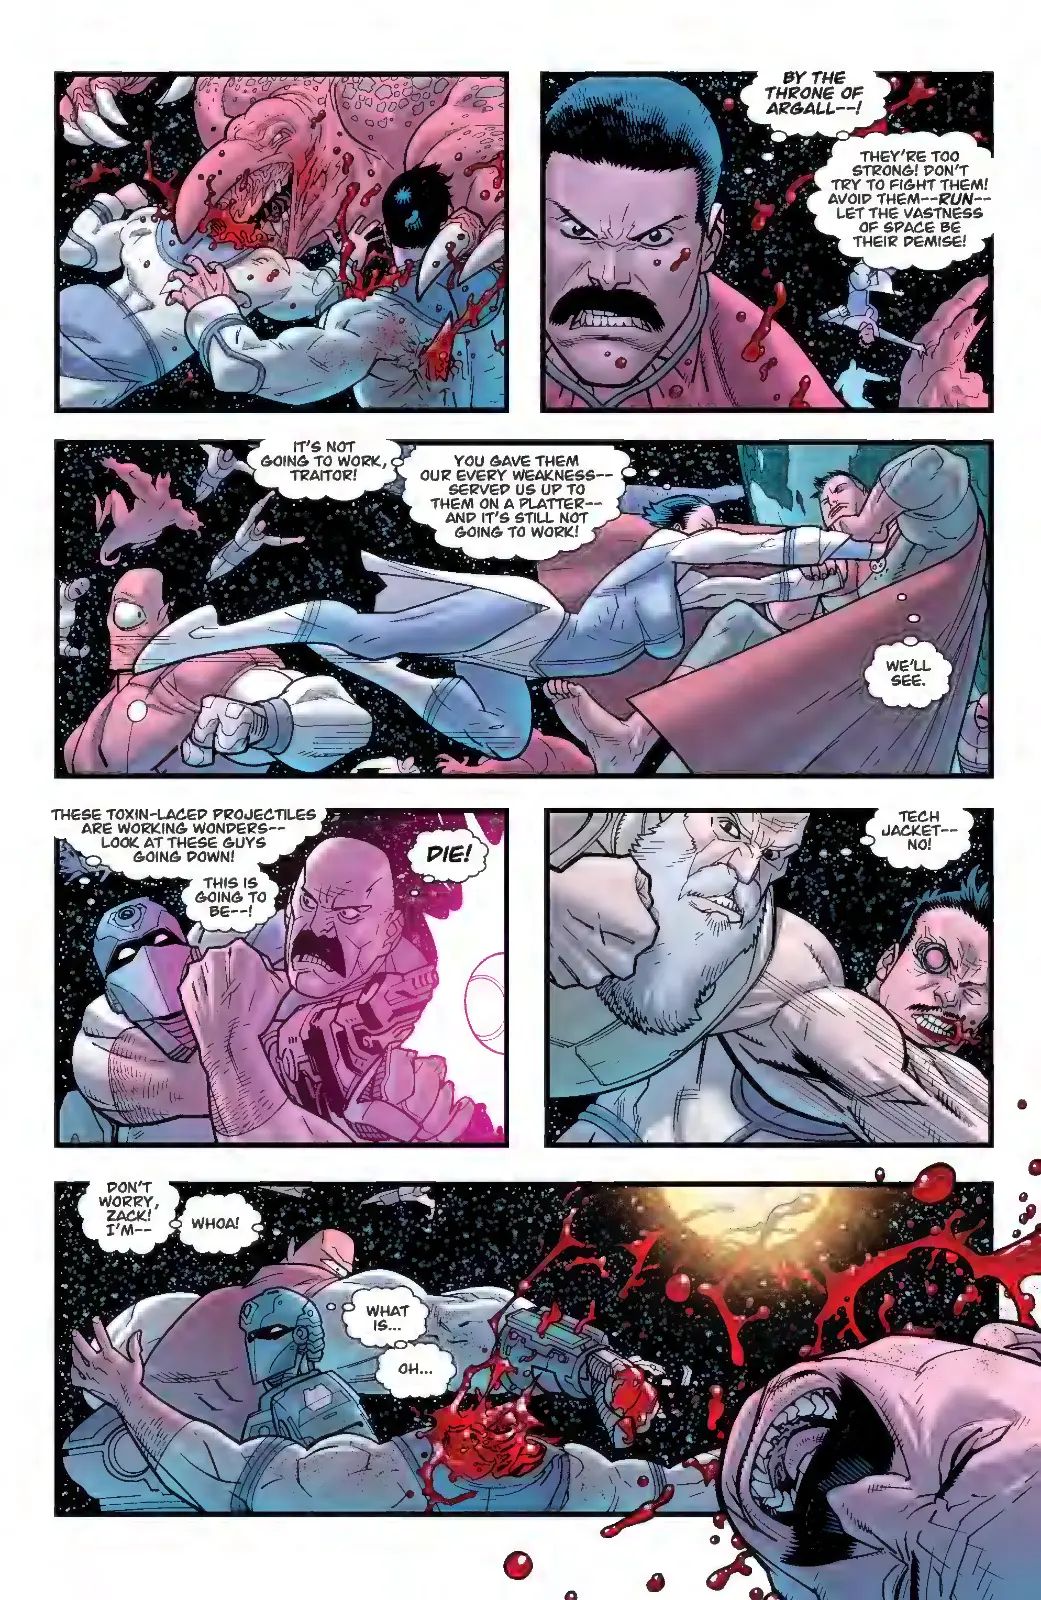 BY THE
THRONE OF
ARGALL--!
THEY'RE TOO
STRONG! DON'T
TRY TO FIGHT THEM!
AVOID THEM--RUN--
LET THE VASTNESS
OF SPACE BE
THEIR DEMISE!
IT'S NOT
GOING TO WORK,
TRAITOR!
YOU GAVE THEM
OUR EVERY WEAKNESS--
SERVED US UP TO
THEM ON A PLATTER--
AND IT'S STILL NOT
GOING TO WORK!
WE'LL
SEE.
THESE TOXIN-LACED PROJECTILES
ARE WORKING WONDERS--
LOOK AT THESE GUYS
GOING DOWN!
THIS IS
GOING TO
BE--!
DIE!
TECH
JACKET--
NO!
DON'T
WORRY,
ZACK!
I'M--
WHOA!
WHAT
IS...
OH...